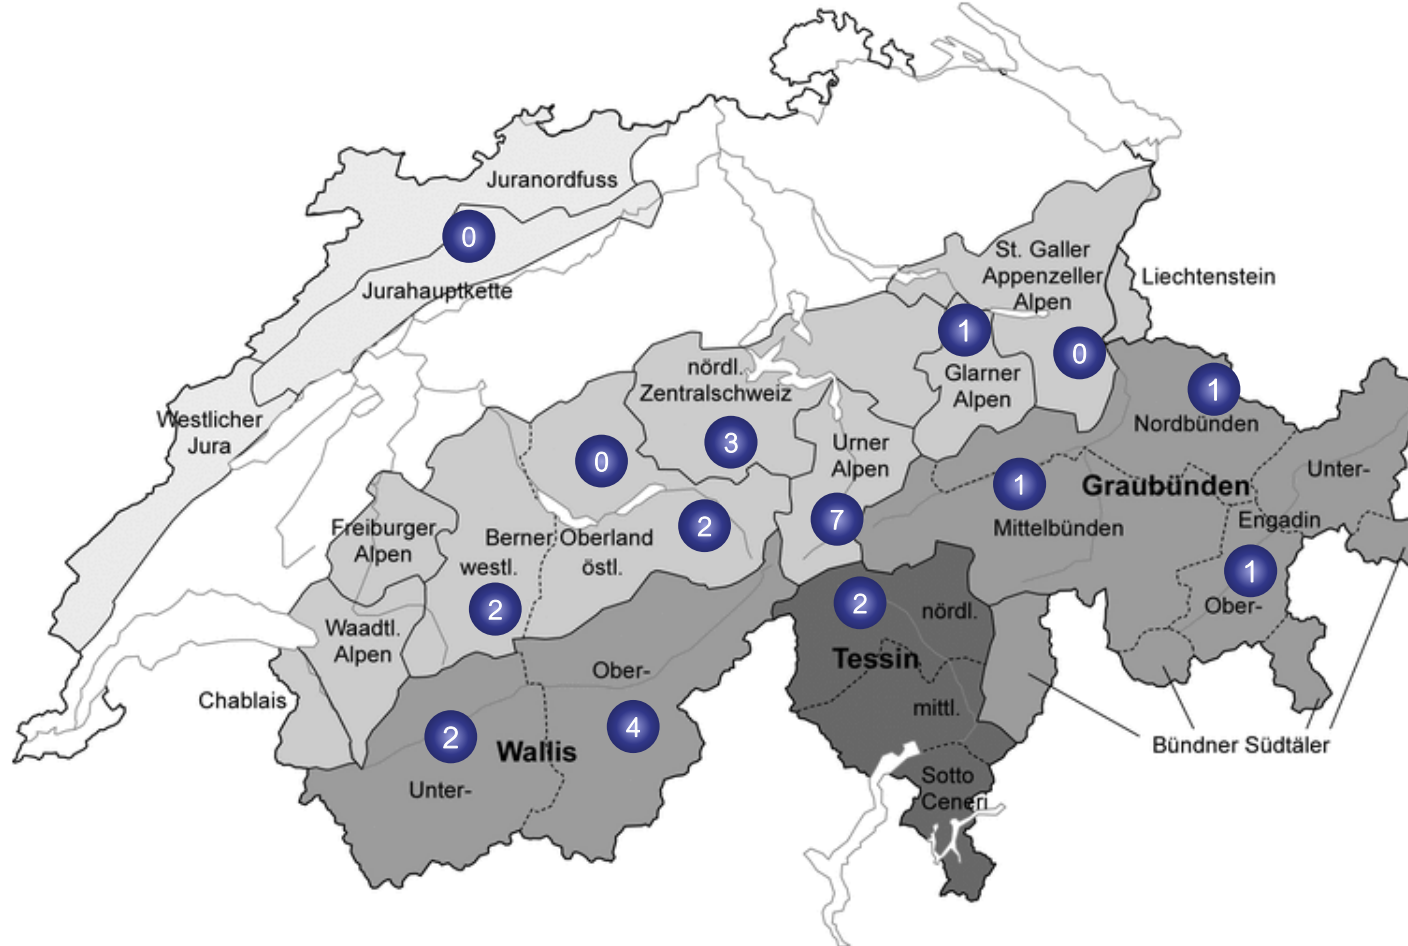 Juranordfuss
0
Jurahauptkette
St. Galler
Appenzeller
Alpen
Liechtenstein
1
0
nördl.
Zentralschweiz
Glarner
Alpen
1
Nordbünden
Westlicher
Jura
3
0
Urner
Alpen
Unter-
1
Graubünden
Freiburger
Alpen
Berner Oberland
westl.
östl.
2
7
Mittelbünden
Engadin
1
Ober-
2
2
nördl.
Waadtl.
Alpen
Tessin
Chablais
Ober-
mittl.
2
Wallis
4
Bündner Südtäler
Unter-
Sotto
Ceneri